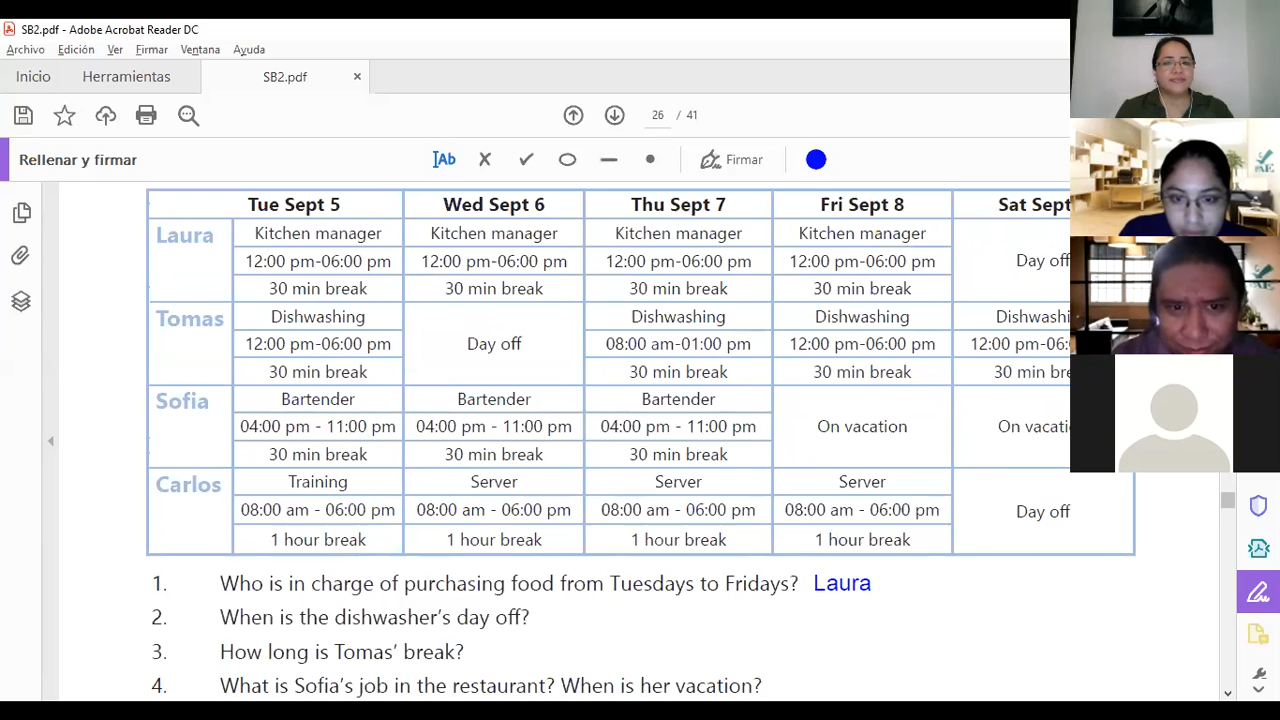 SB2.pdf - Adobe Acrobat Reader DC
Archivo Edición Ver Firmar Ventana Ayuda
Inicio Herramientas SB2.pdf ×
26 / 41
Rellenar y firmar Ab Firmar
Tue Sept 5 Wed Sept 6 Thu Sept 7 Fri Sept 8 Sat Sept
Laura Kitchen manager Kitchen manager Kitchen manager Kitchen manager Day off
12:00 pm-06:00 pm 12:00 pm-06:00 pm 12:00 pm-06:00 pm 12:00 pm-06:00 pm
30 min break 30 min break 30 min break 30 min break
Tomas Dishwashing Day off Dishwashing Dishwashing Dishwashi
12:00 pm-06:00 pm 08:00 am-01:00 pm 12:00 pm-06:00 pm 12:00 pm-06:
30 min break 30 min break 30 min break 30 min bre
Sofia Bartender Bartender Bartender On vacation On vacati
04:00 pm - 11:00 pm 04:00 pm - 11:00 pm 04:00 pm - 11:00 pm
30 min break 30 min break 30 min break
Carlos Training Server Server Server Day off
08:00 am - 06:00 pm 08:00 am - 06:00 pm 08:00 am - 06:00 pm 08:00 am - 06:00 pm
1 hour break 1 hour break 1 hour break 1 hour break
1. Who is in charge of purchasing food from Tuesdays to Fridays? Laura
2. When is the dishwasher’s day off?
3. How long is Tomas’ break?
4. What is Sofia’s job in the restaurant? When is her vacation?